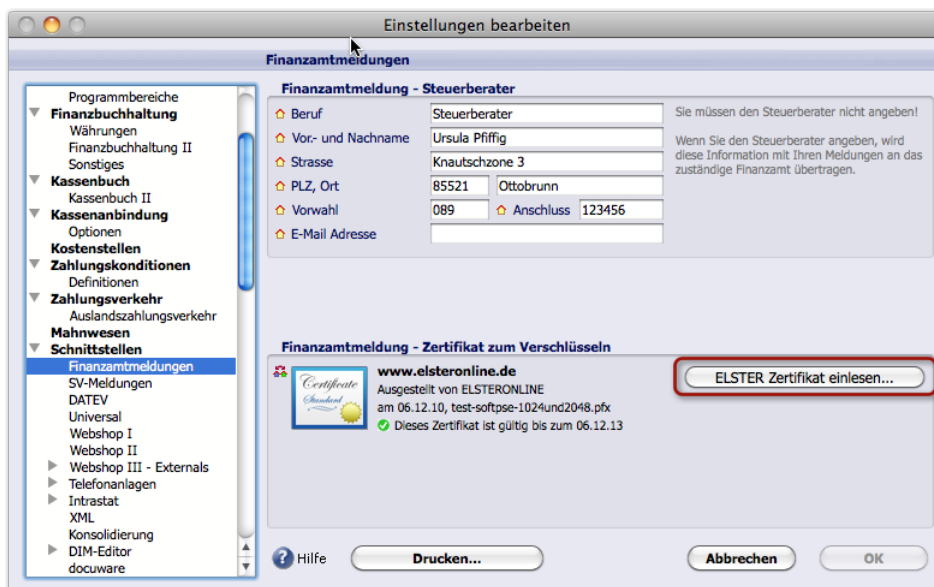 Einstellungen bearbeiten
Finanzamtmeldungen
Programmbereiche
Finanzbuchhaltung
Währungen
Finanzbuchhaltung II
Sonstiges
Kassenbuch
Kassenbuch II
Kassenanbindung
Optionen
Kostenstellen
Zahlungskonditionen
Definitionen
Zahlungsverkehr
Auslandszahlungsverkehr
Mahnwesen
Schnittstellen
Finanzamtmeldungen
SV-Meldungen
DATEV
Universal
Webshop I
Webshop II
Webshop III - Externals
Telefonanlagen
Intrastat
XML
Konsolidierung
DIM-Editor
docuware
Finanzamtmeldung - Steuerberater
Beruf Steuerberater
Vor- und Nachname Ursula Pfiffig
Strasse Knautschzone 3
PLZ, Ort 85521 Ottobrunn
Vorwahl 089 Anschluss 123456
E-Mail Adresse
Sie müssen den Steuerberater nicht angeben!
Wenn Sie den Steuerberater angeben, wird
diese Information mit Ihren Meldungen an das
zuständige Finanzamt übertragen.
Finanzamtmeldung - Zertifikat zum Verschlüsseln
Certificate
Standard
www.elsteronline.de
Ausgestellt von ELSTERONLINE
am 06.12.10, test-softpse-1024und2048.pfx
Dieses Zertifikat ist gültig bis zum 06.12.13
ELSTER Zertifikat einlesen...
? Hilfe
Drucken...
Abbrechen
OK